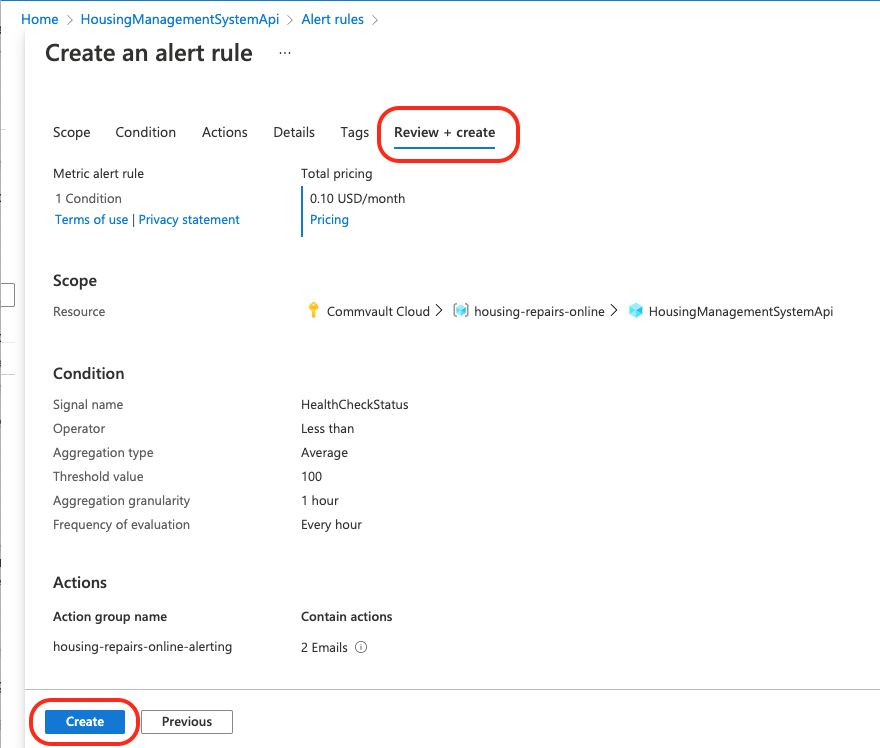 Home > HousingManagementSystemApi > Alert rules >
Create an alert rule ...
Scope Condition Actions Details Tags Review + create
Metric alert rule Total pricing
1 Condition 0.10 USD/month
Terms of use | Privacy statement Pricing
Scope
Resource Commvault Cloud > housing-repairs-online > HousingManagementSystemApi
Condition
Signal name HealthCheckStatus
Operator Less than
Aggregation type Average
Threshold value 100
Aggregation granularity 1 hour
Frequency of evaluation Every hour
Actions
Action group name Contain actions
housing-repairs-online-alerting 2 Emails
Create Previous